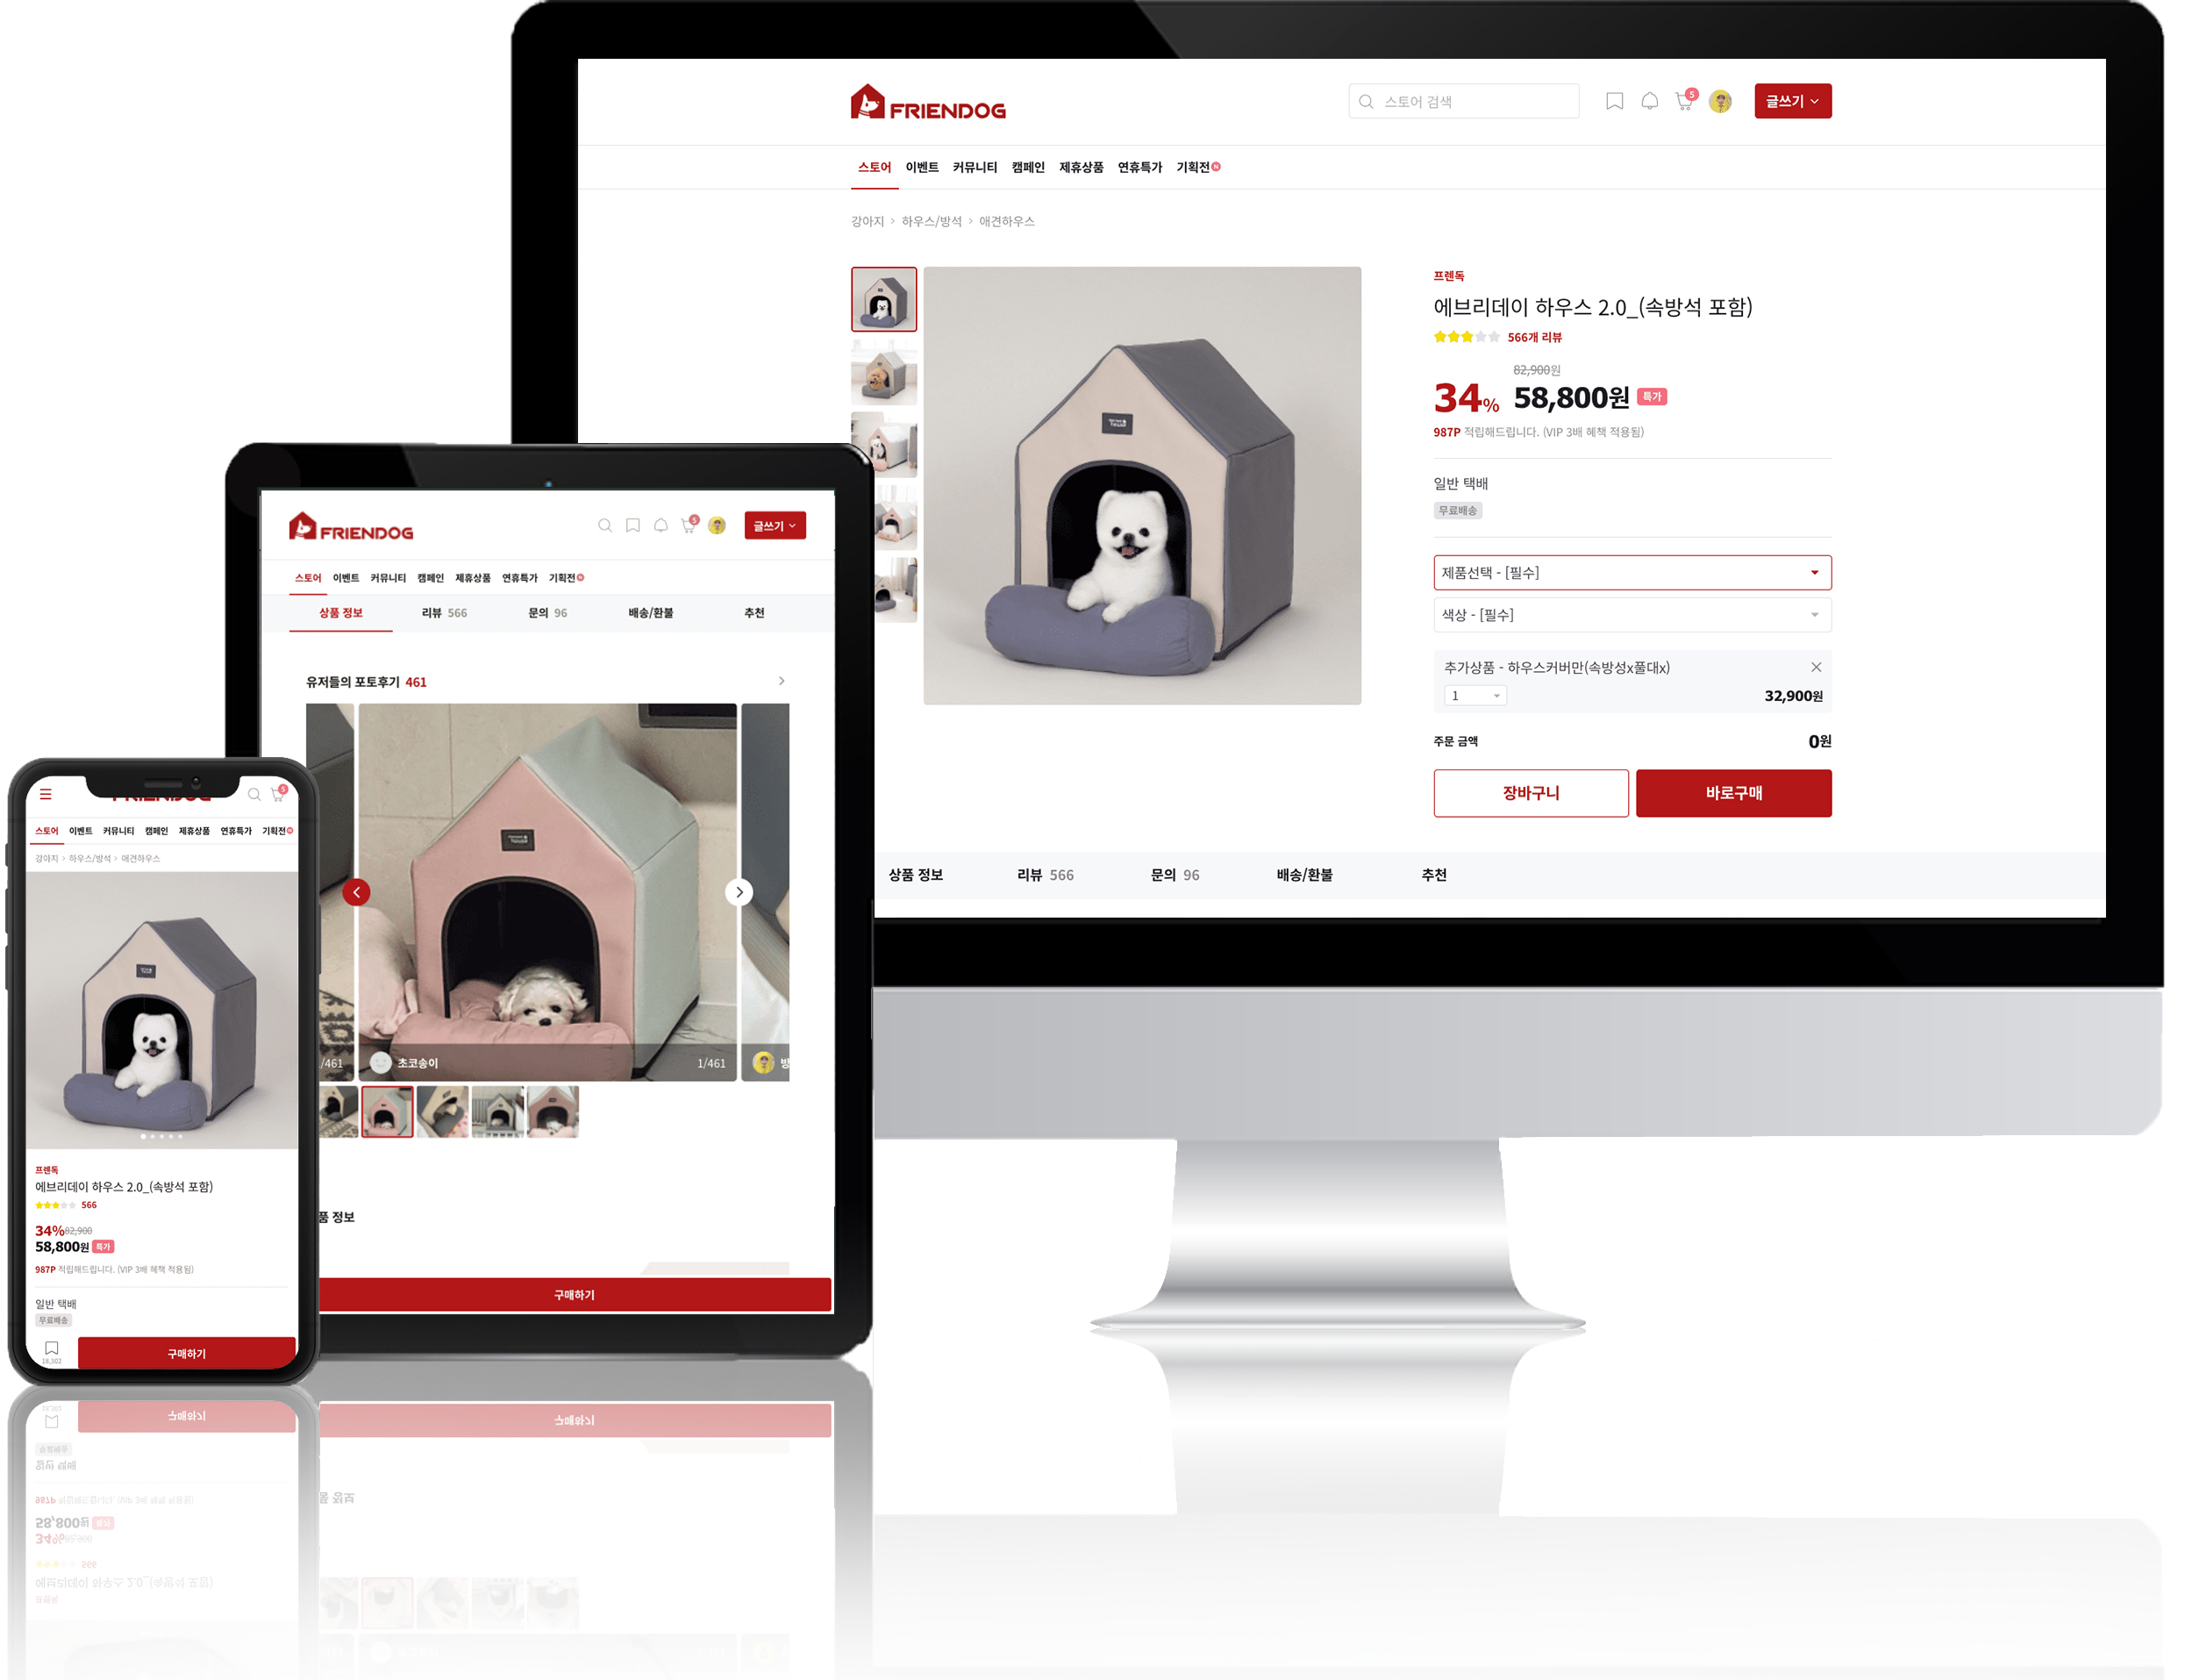 FRIENDOG
스토어 검색
5
글쓰기
스토어 이벤트 커뮤니티 캠페인 제휴상품 연휴특가 기획전 N
강아지 > 하우스/방석 > 애견하우스
프렌독
에브리데이 하우스 2.0_(속방석 포함)
566개 리뷰
82,900원
34% 58,800원 특가
987P 적립해드립니다. (VIP 3배 혜택 적용됨)
일반 택배
무료배송
제품선택 - [필수]
색상 - [필수]
추가상품 - 하우스커버만(속방성x폴대x)
1
32,900원
주문 금액
0원
장바구니
바로구매
상품 정보 리뷰 566 문의 96 배송/환불 추천
FRIENDOG
5
글쓰기
스토어 이벤트 커뮤니티 캠페인 제휴상품 연휴특가 기획전 N
상품 정보 리뷰 566 문의 96 배송/환불 추천
유저들의 포토후기 461
/461
초코송이
1/461
품 정보
구매하기
5
스토어 이벤트 커뮤니티 캠페인 제휴상품 연휴특가 기획전 N
강아지 > 하우스/방석 > 애견하우스
프렌독
에브리데이 하우스 2.0_(속방석 포함)
566
34% 82,900
58,800원 특가
987P 적립해드립니다. (VIP 3배 혜택 적용됨)
일반 택배
무료배송
18,302
구매하기